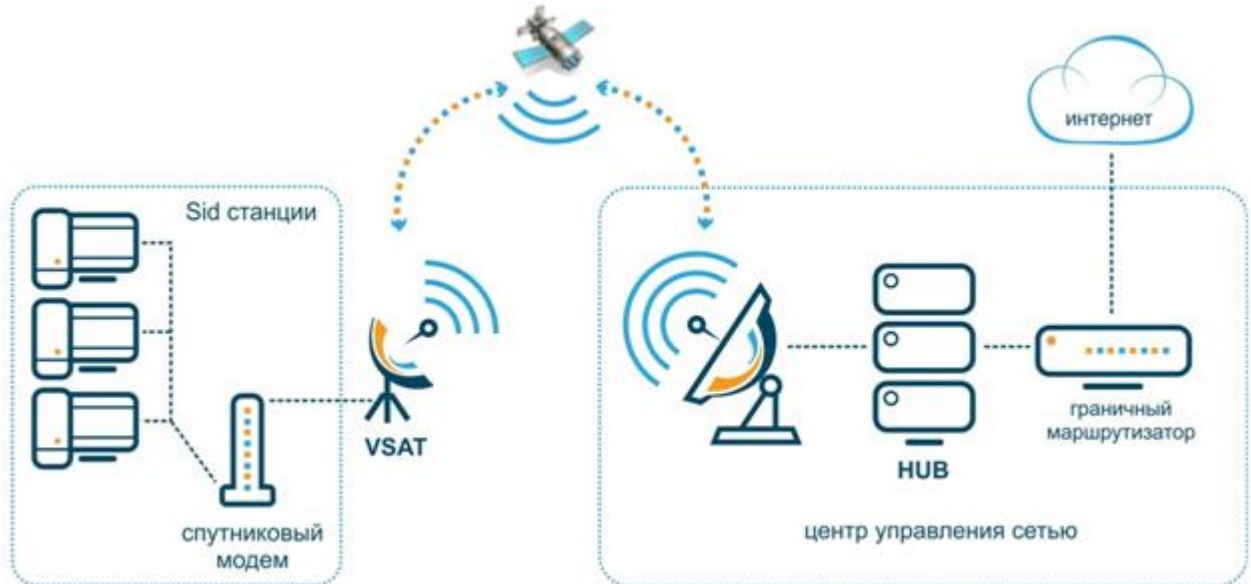 интернет
Sid станции
VSAT
граничный
маршрутизатор
HUB
спутниковый
модем
центр управления сетью